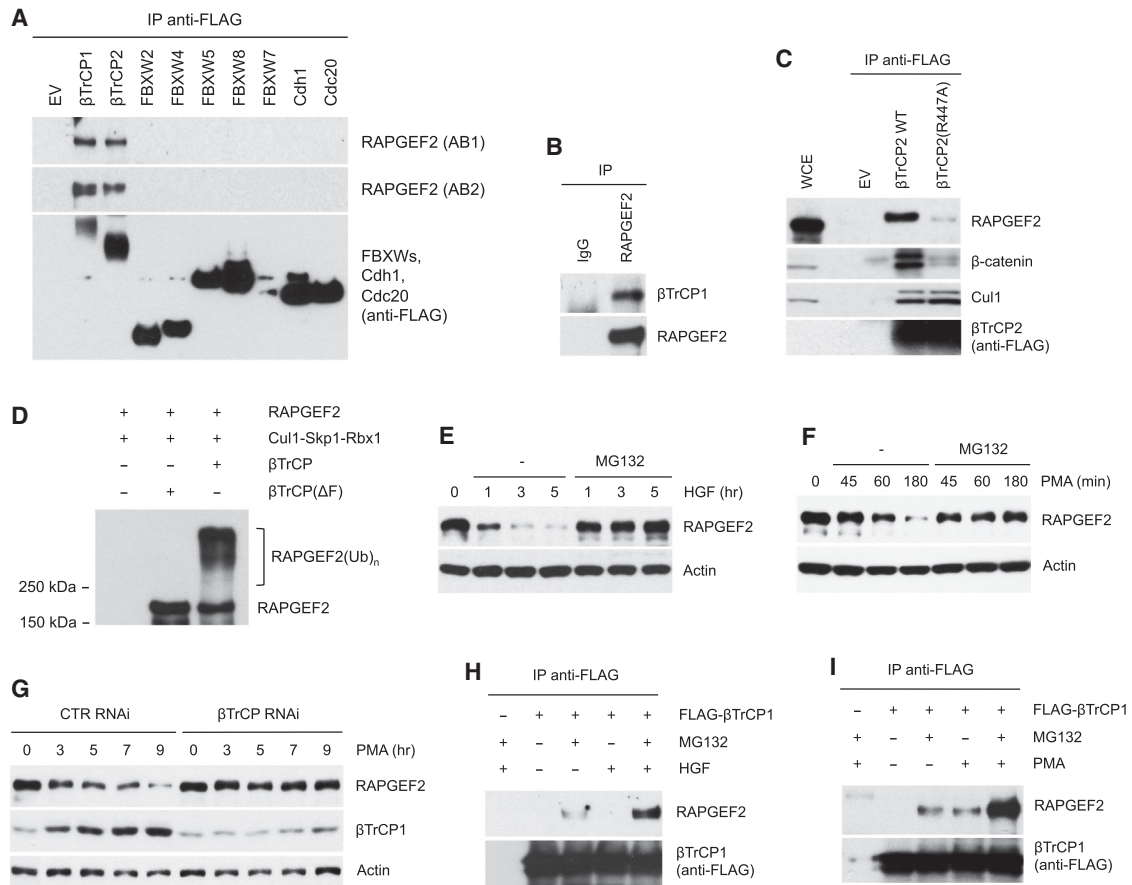 A
IP anti-FLAG
EV
βTrCP1
βTrCP2
FBXW2
FBXW4
FBXW5
FBXW8
FBXW7
Cdh1
Cdc20
RAPGEF2 (AB1)
RAPGEF2 (AB2)
FBXWs,
Cdh1,
Cdc20
(anti-FLAG)
B
IP
IgG
RAPGEF2
βTrCP1
RAPGEF2
C
IP anti-FLAG
WCE
EV
βTrCP2 WT
βTrCP2(R447A)
RAPGEF2
β-catenin
Cul1
βTrCP2
(anti-FLAG)
D
+ + + RAPGEF2
+ + + Cul1-Skp1-Rbx1
– – + βTrCP
– + – βTrCP(ΔF)
RAPGEF2(Ub)n
250 kDa –
RAPGEF2
150 kDa –
E
- MG132
0 1 3 5 1 3 5 HGF (hr)
RAPGEF2
Actin
F
- MG132
0 45 60 180 45 60 180 PMA (min)
RAPGEF2
Actin
G
CTR RNAi βTrCP RNAi
0 3 5 7 9 0 3 5 7 9 PMA (hr)
RAPGEF2
βTrCP1
Actin
H
IP anti-FLAG
– + + + + FLAG-βTrCP1
+ – + – + MG132
+ – – + + HGF
RAPGEF2
βTrCP1
(anti-FLAG)
I
IP anti-FLAG
– + + + + FLAG-βTrCP1
+ – + – + MG132
+ – – + + PMA
RAPGEF2
βTrCP1
(anti-FLAG)